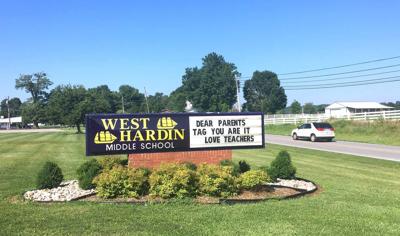 WEST HARDIN
MIDDLE SCHOOL
DEAR PARENTS
TAG YOU ARE IT
LOVE TEACHERS